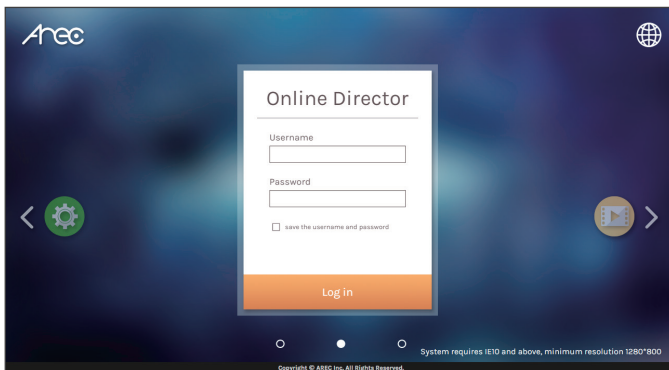 Arec
Online Director
Username
Password
save the username and password
Log in
System requires IE10 and above, minimum resolution 1280*800
Copyright © AREC Inc. All Rights Reserved.